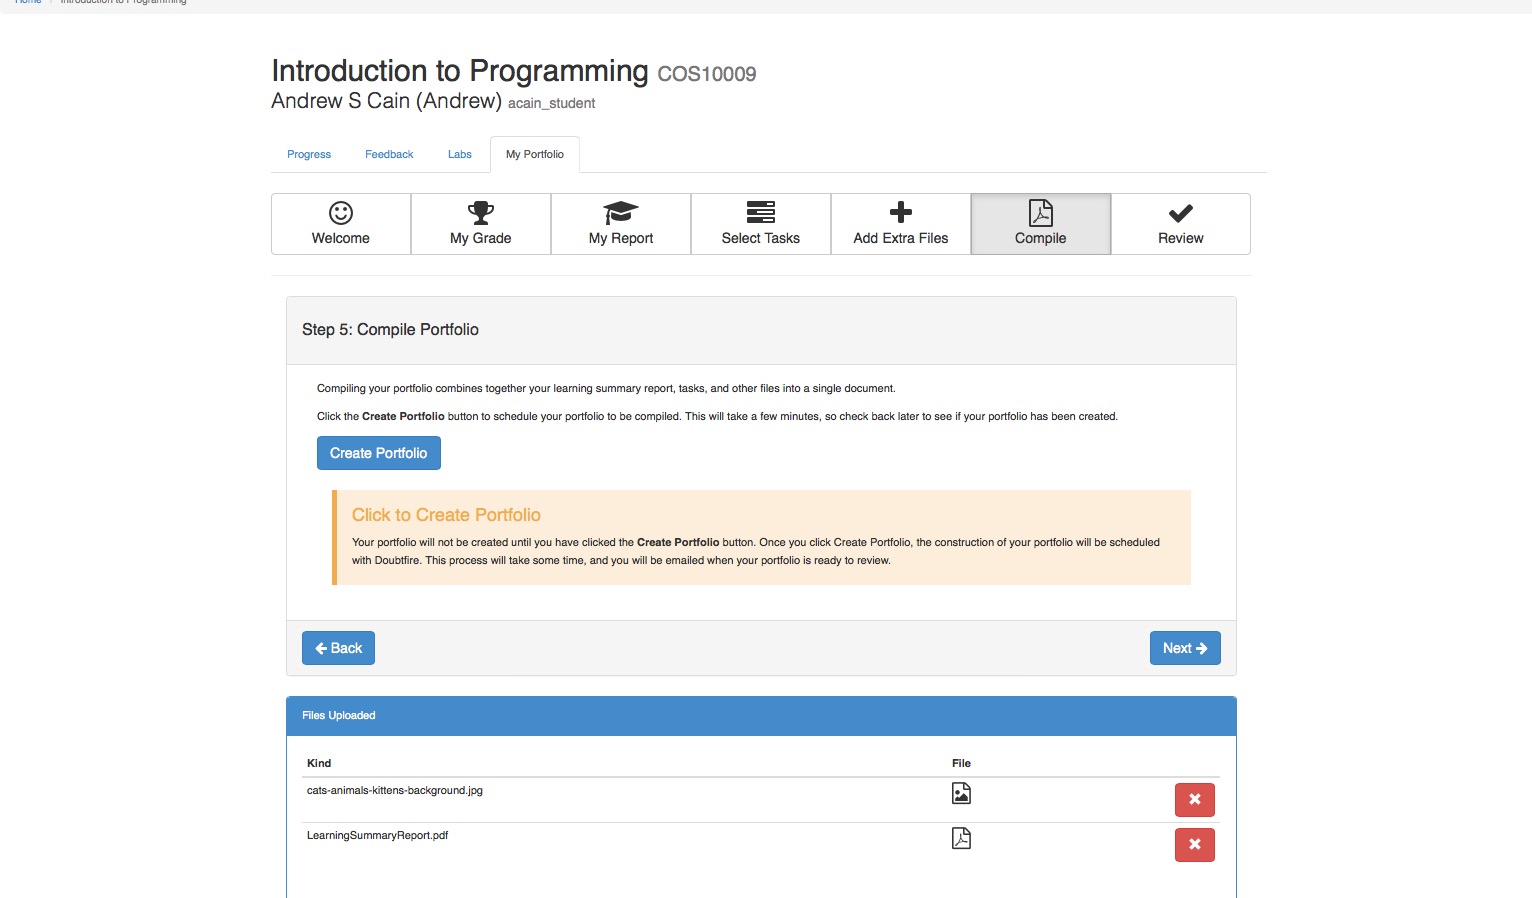 Home / Introduction to Programming
Introduction to Programming COS10009
Andrew S Cain (Andrew) acain_student
Progress Feedback Labs My Portfolio
Welcome My Grade My Report Select Tasks Add Extra Files Compile Review
Step 5: Compile Portfolio
Compiling your portfolio combines together your learning summary report, tasks, and other files into a single document.
Click the Create Portfolio button to schedule your portfolio to be compiled. This will take a few minutes, so check back later to see if your portfolio has been created.
Create Portfolio
Click to Create Portfolio
Your portfolio will not be created until you have clicked the Create Portfolio button. Once you click Create Portfolio, the construction of your portfolio will be scheduled
with Doubtfire. This process will take some time, and you will be emailed when your portfolio is ready to review.
Back Next
Files Uploaded
Kind File
cats-animals-kittens-background.jpg
LearningSummaryReport.pdf